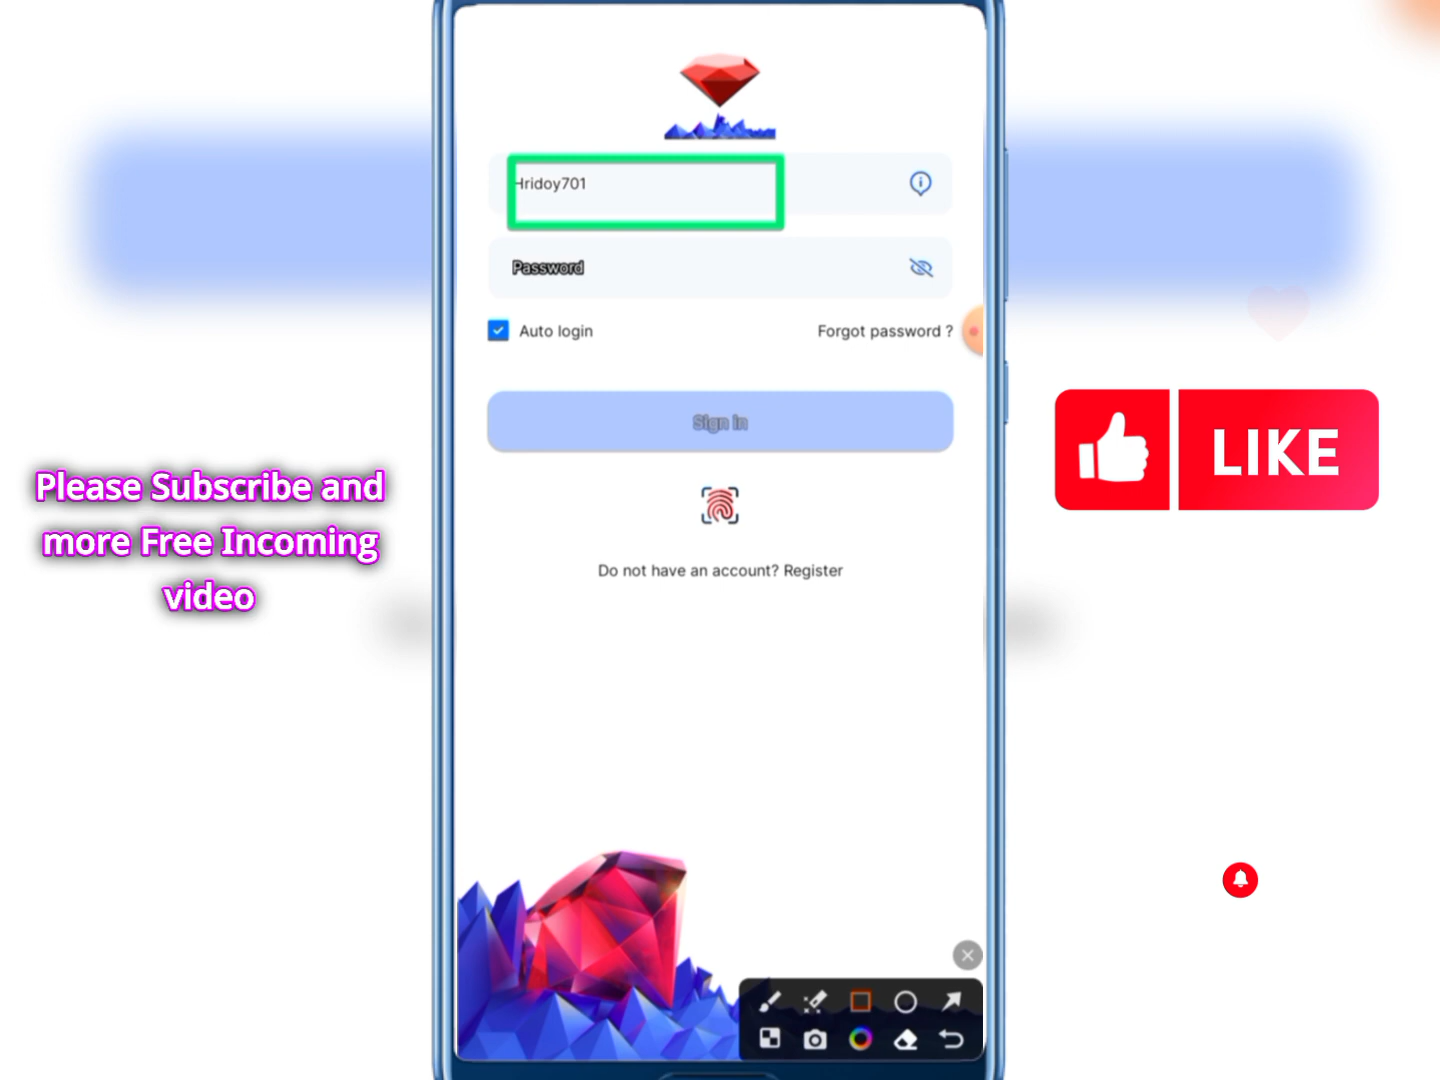 Hridoy701
Password
Auto login
Forgot password ?
Sign in
Do not have an account? Register
Please Subscribe and
more Free Incoming
video
LIKE